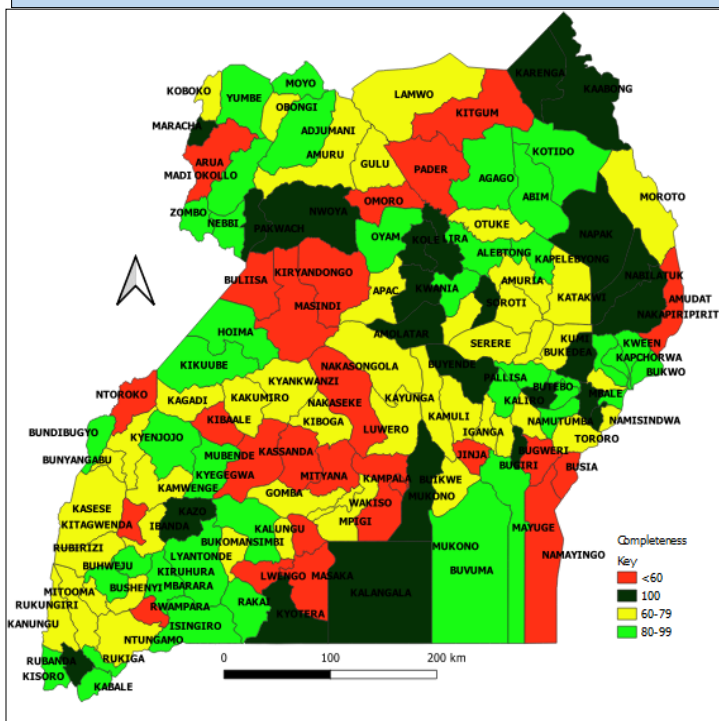 KARENGA
KAABONG
MOYO
KOBOKO
YUMBE
LAMWO
OBONGI
KITGUM
MARACHA
ADJUMANI
KOTIDO
AMURU
GULU
ARUA
PADER
AGAGO
MADI OKOLLO
ABIM
MOROTO
OMORO
ZOMBO
NWOYA
NEBBI
OTUKE
NAPAK
PAKWACH
OYAM
KOLE
LIRA
ALEBTONG
KAPELEBYONG
NABILATUK
BULIISA
KIRYANDONGO
AMURIA
KWANIA
APAC
KATAKWI
AMUDAT
SOROTI
MASINDI
NAKAPIRIPIRIT
HOIMA
AMOLATAR
KUMI
SERERE
KWEEN
BUKEDEA
KAPCHORWA
KIKUUBE
NAKASONGOLA
BUYENDE
BUKWO
PALLISA
KYANKWANZI
NTOROKO
BUTEBO
KAGADI
KAKUMIRO
NAKASEKE
KAYUNGA
KALIRO
MBALE
KIBAALE
KIBOGA
KAMULI
NAMUTUMBA
NAMISINDWA
BUNDIBUGYO
LUWERO
IGANGA
KYENJOJO
TORORO
BUNYANGABU
MUBENDE
KASSANDA
JINJA
BUGWERI
BUSIRI
BUSIA
KYEGEGWA
MITYANA
KAMPALA
BUIKWE
KAMWENGE
GOMBA
WAKISO
MUKONO
KASESE
KAZO
KITAGWENDA
IBANDA
KALUNGU
MPIGI
MAYUGE
BUKOMANSIMBI
RUBIRIZI
MUKONO
LYANTONDE
NAMAYINGO
BUHWEJU
KIRUHURA
BUVUMA
LWENGO
MASAKA
BUSHENYI
MBARARA
MITOOMA
KALANGALA
RUKUNGIRI
RWAMPARA
RAKAI
KYOTERA
KANUNGU
ISINGIRO
NTUNGAMO
RUBANDA
RUKIGA
KISORO
KABALE
0
100
200 km
Completeness
Key
<60
100
60-79
80-99